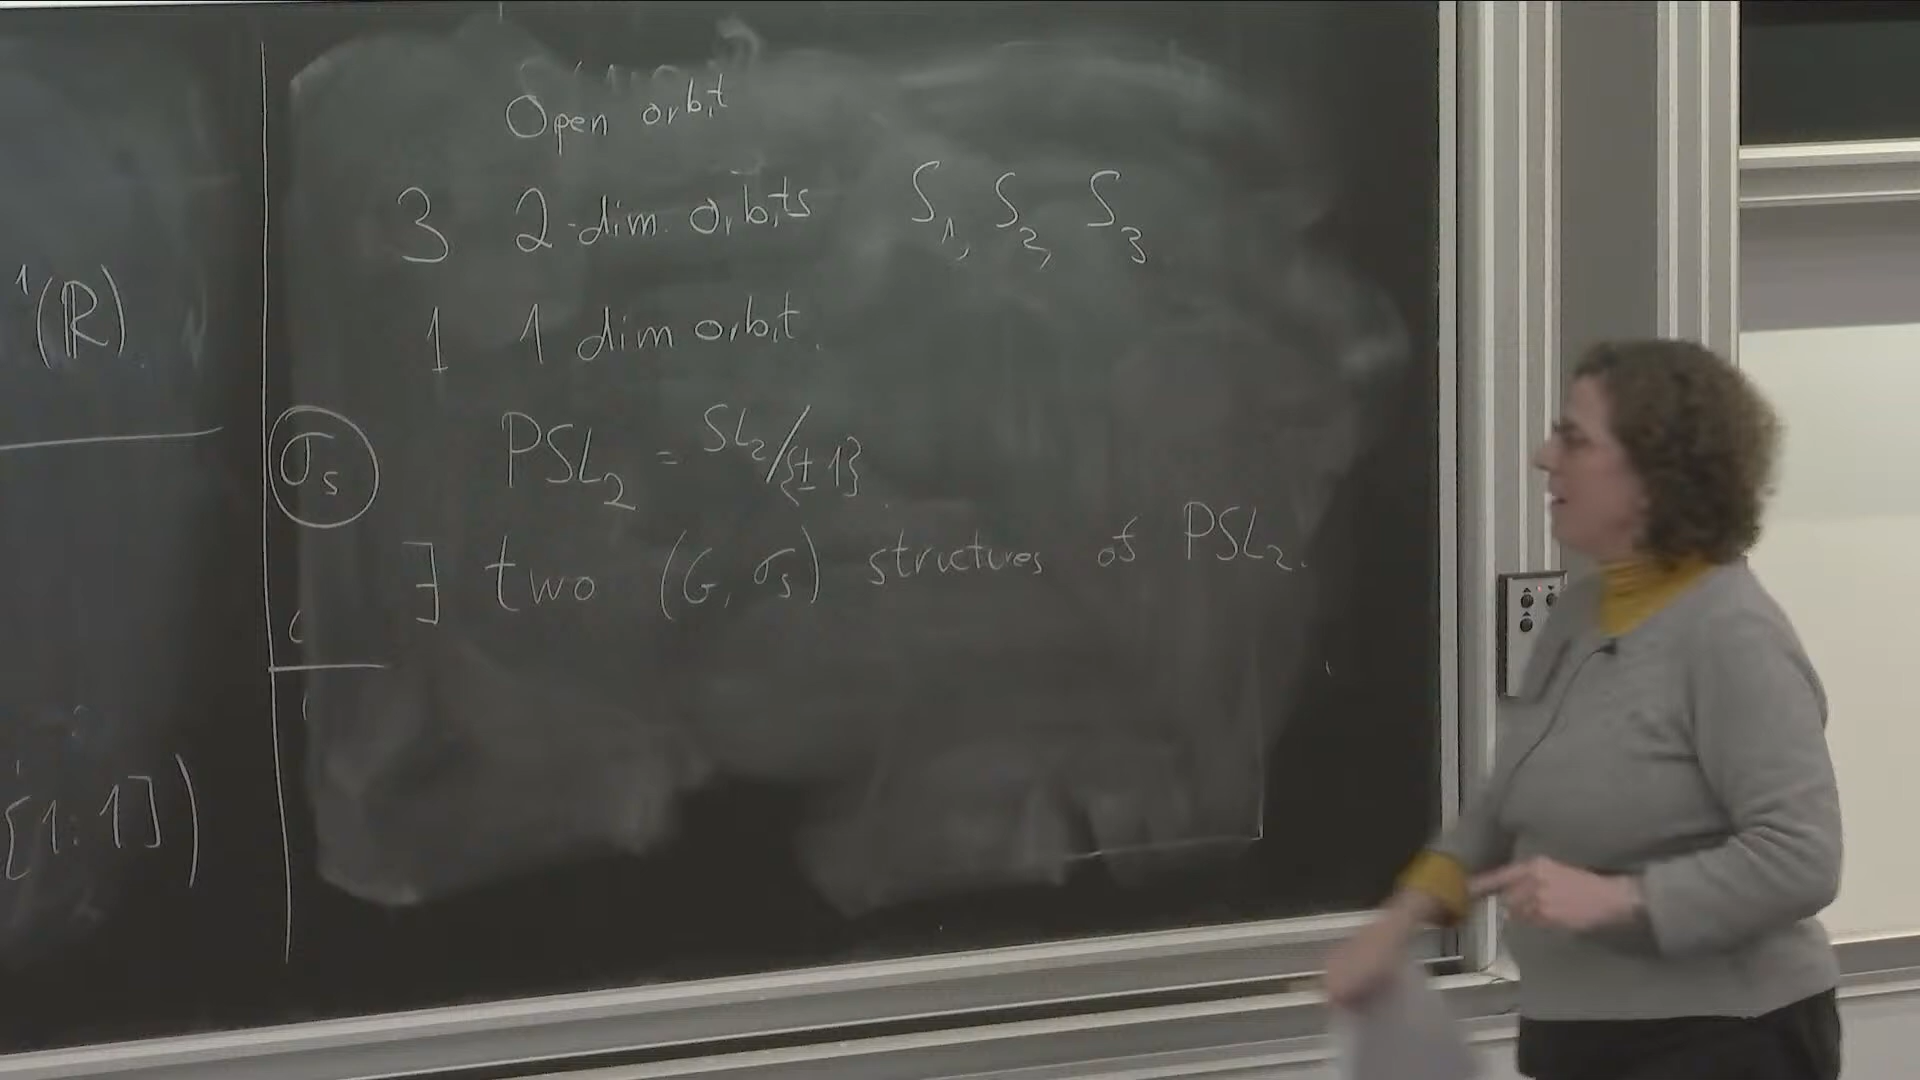 Open orbit
3 2-dim. orbits S₁, S₂, S₃
1 1 dim orbit.
¹(ℝ)
σₛ PSL₂ = SL₂/{±1}
∃ two (G, σₛ) structures of PSL₂.
[1:1])